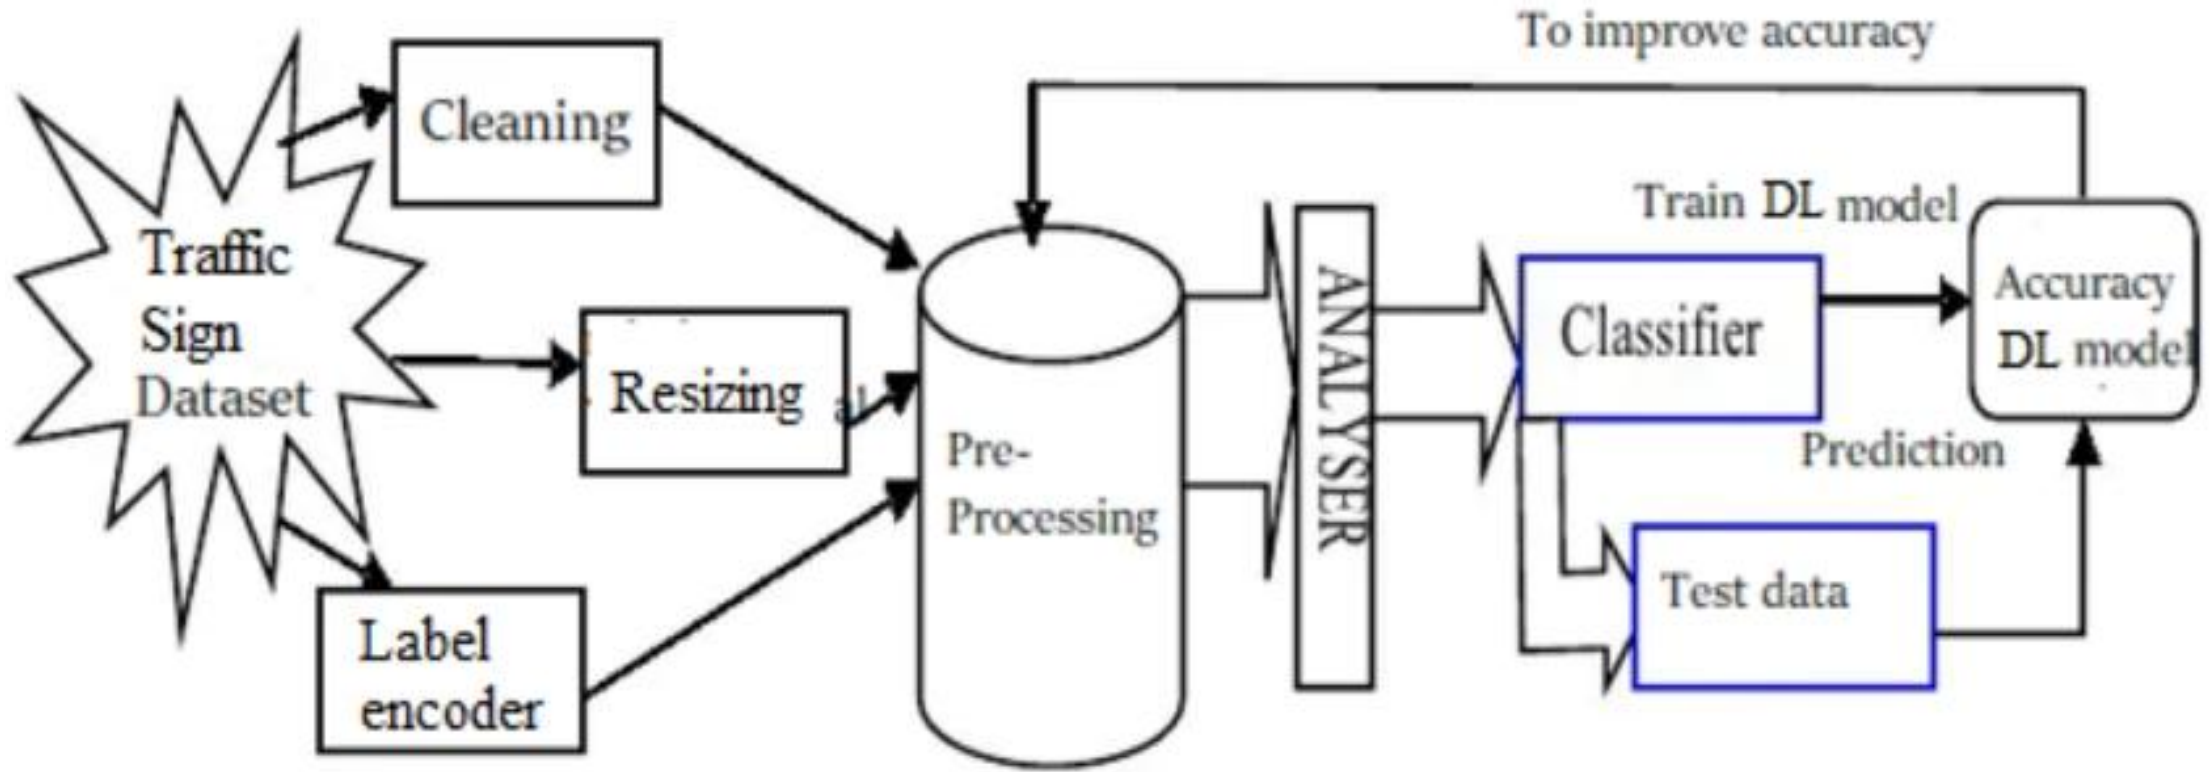 To improve accuracy
Cleaning
Traffic
Sign
Dataset
Resizing
Label
encoder
Pre-
Processing
ANALYSER
Train DL model
Classifier
Accuracy
DL model
Prediction
Test data